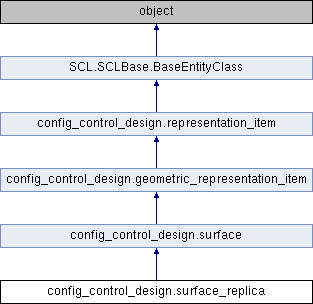 object
SCL.SCLBase.BaseEntityClass
config_control_design.representation_item
config_control_design.geometric_representation_item
config_control_design.surface
config_control_design.surface_replica